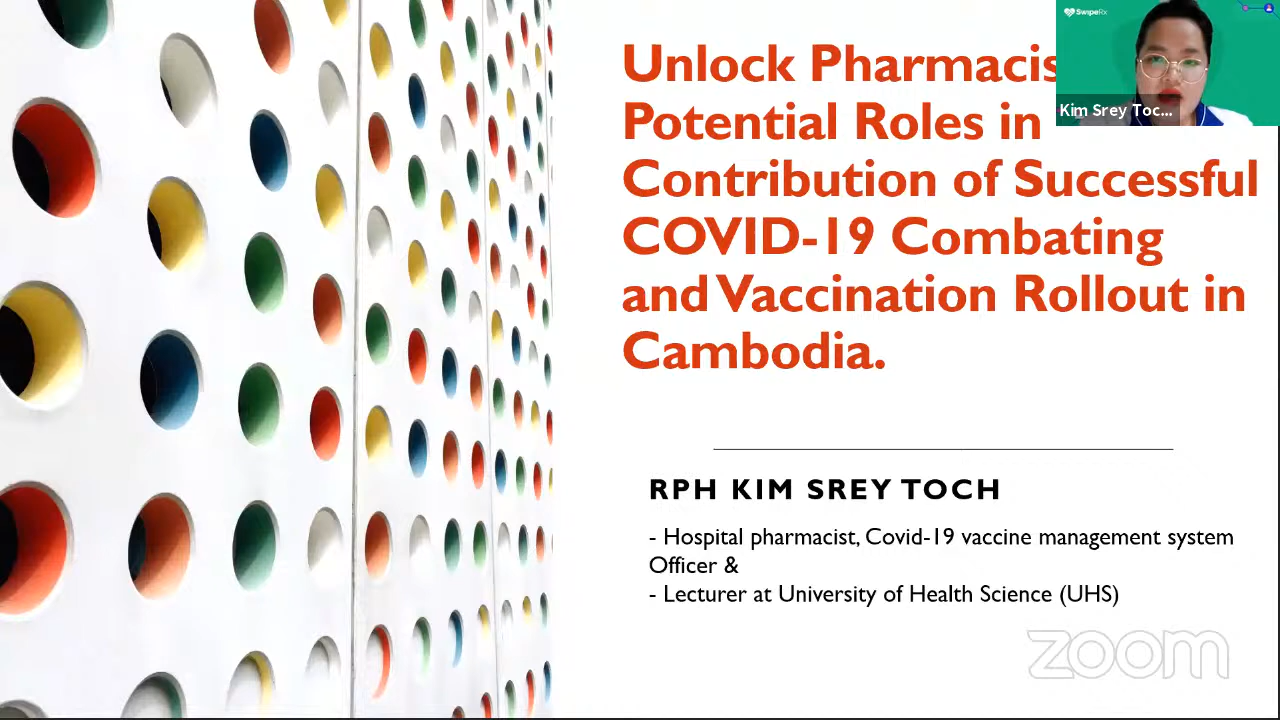 Unlock Pharmacis
Potential Roles in
Contribution of Successful
COVID-19 Combating
and Vaccination Rollout in
Cambodia.
SwipeRx
Kim Srey Toc...
RPH KIM SREY TOCH
- Hospital pharmacist, Covid-19 vaccine management system
Officer &
- Lecturer at University of Health Science (UHS)
zoom